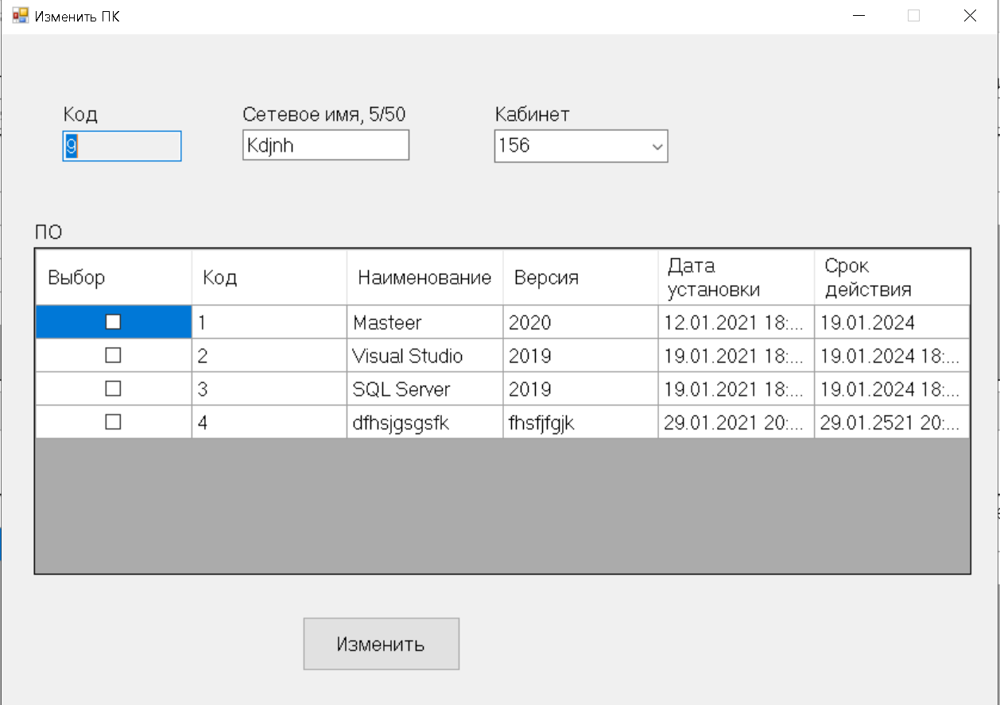 Изменить ПК
Код Сетевое имя, 5/50 Кабинет
9 Kdjnh 156
ПО
Выбор Код Наименование Версия Дата установки Срок действия
1 Masteer 2020 12.01.2021 18:... 19.01.2024
2 Visual Studio 2019 19.01.2021 18:... 19.01.2024 18:...
3 SQL Server 2019 19.01.2021 18:... 19.01.2024 18:...
4 dfhsjgsgsfk fhsfjfgjk 29.01.2021 20:... 29.01.2521 20:...
Изменить